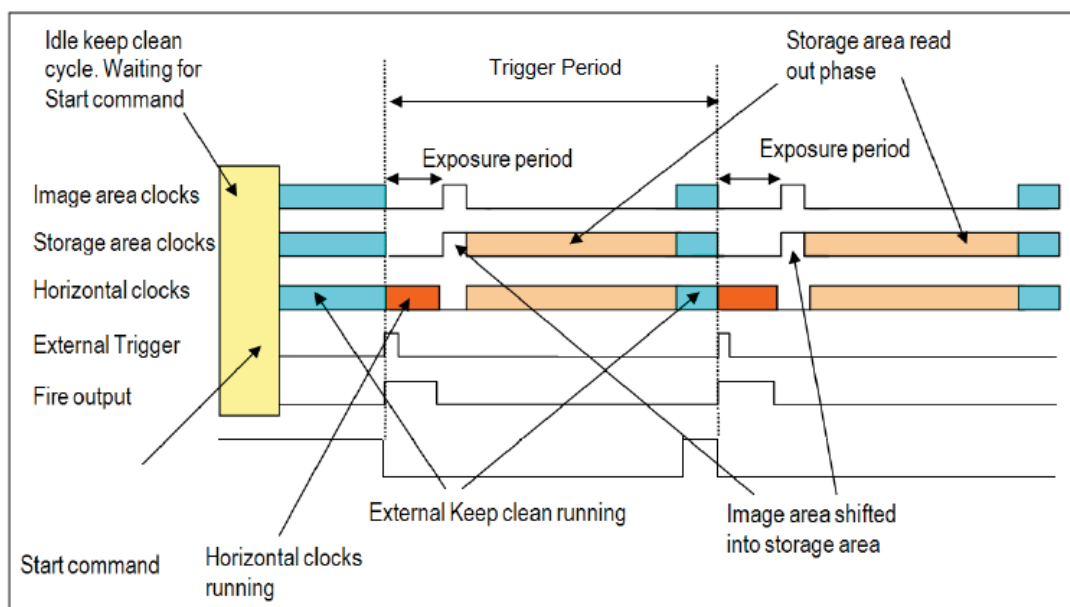 Idle keep clean
cycle. Waiting for
Start command
Trigger Period
Storage area read
out phase
Exposure period
Exposure period
Image area clocks
Storage area clocks
Horizontal clocks
External Trigger
Fire output
External Keep clean running
Image area shifted
into storage area
Start command
Horizontal clocks
running